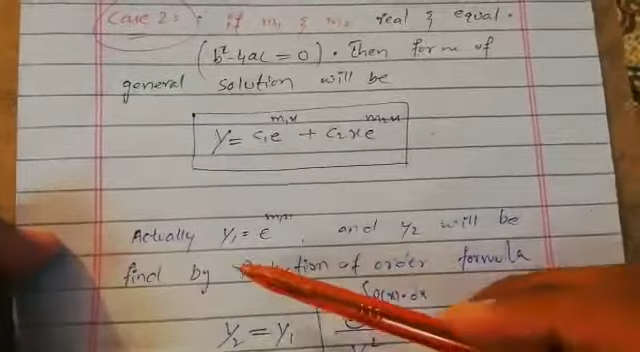 Case 2: if m₁ & m₂ real & equal.
(b²-4ac = 0). Then form of
general solution will be
y = c₁e^{m₁x} + c₂xe^{m₂x}
Actually y₁ = e^{m₁x}, and y₂ will be
find by of order formula
y₂ = y₁